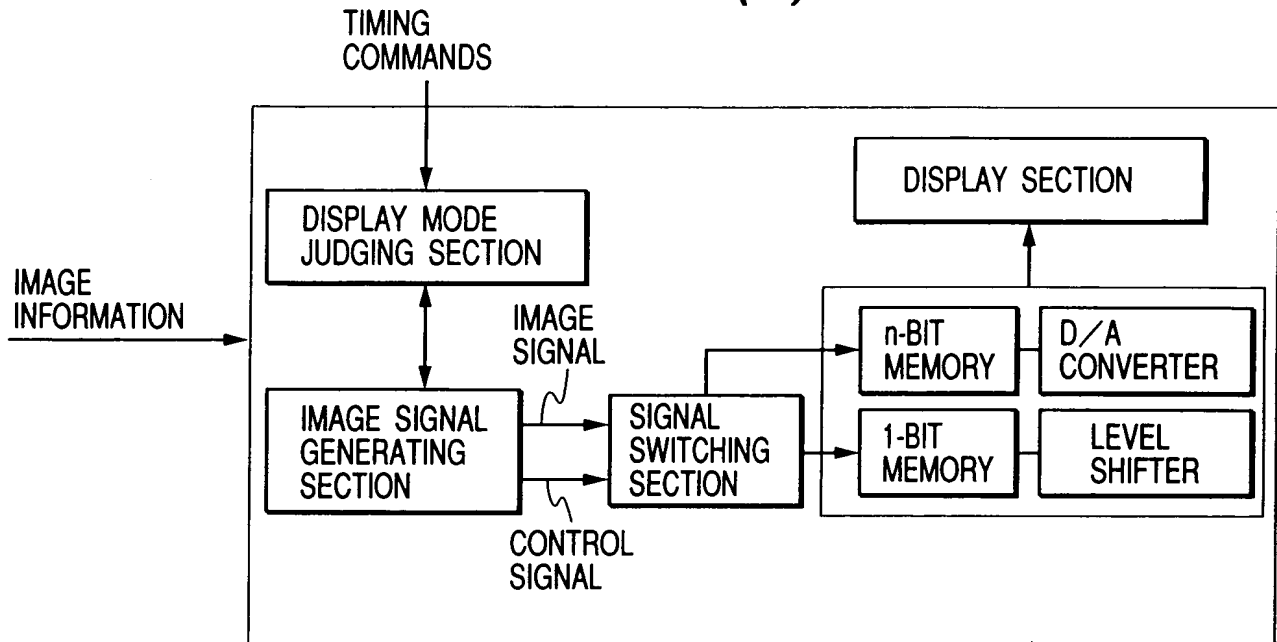 TIMING
COMMANDS
DISPLAY SECTION
DISPLAY MODE
JUDGING SECTION
IMAGE
INFORMATION
IMAGE
SIGNAL
n-BIT
MEMORY
D/A
CONVERTER
IMAGE SIGNAL
GENERATING
SECTION
SIGNAL
SWITCHING
SECTION
1-BIT
MEMORY
LEVEL
SHIFTER
CONTROL
SIGNAL